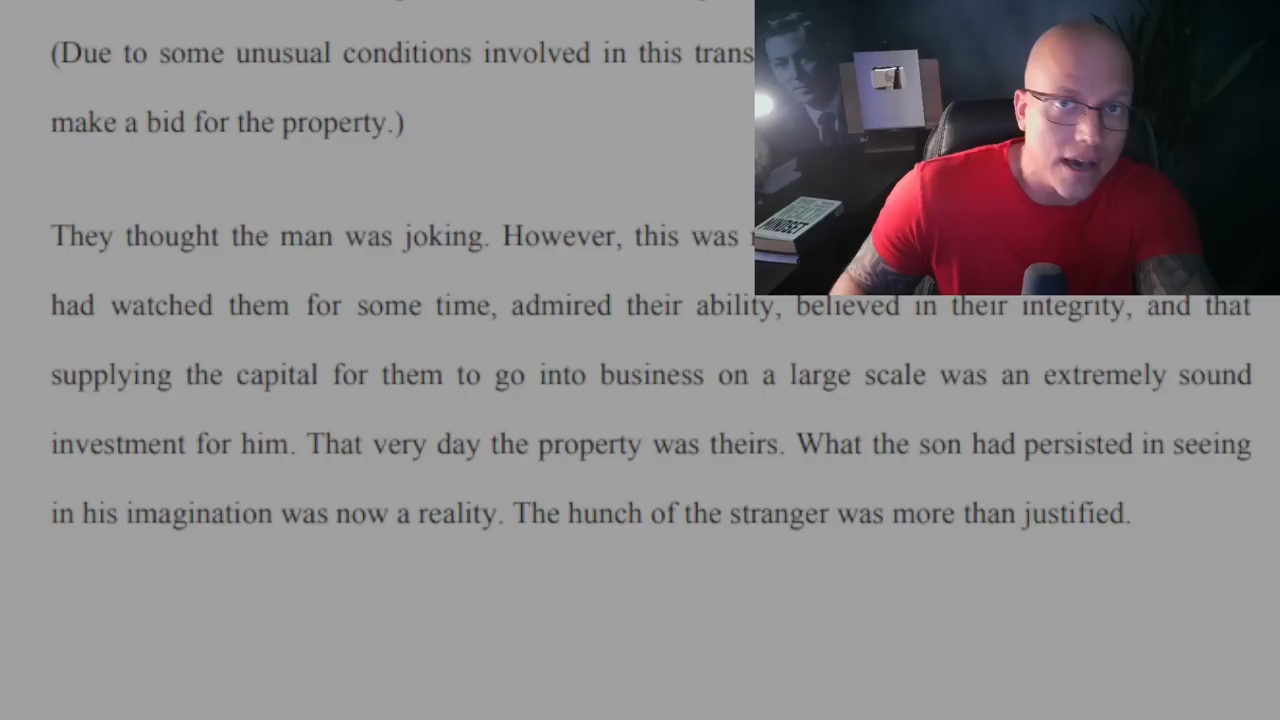 (Due to some unusual conditions involved in this
make a bid for the property.)
They thought the man was joking. However, this was
had watched them for some time, admired their ability, believed in their integrity, and that
supplying the capital for them to go into business on a large scale was an extremely sound
investment for him. That very day the property was theirs. What the son had persisted in seeing
in his imagination was now a reality. The hunch of the stranger was more than justified.
MINDSET